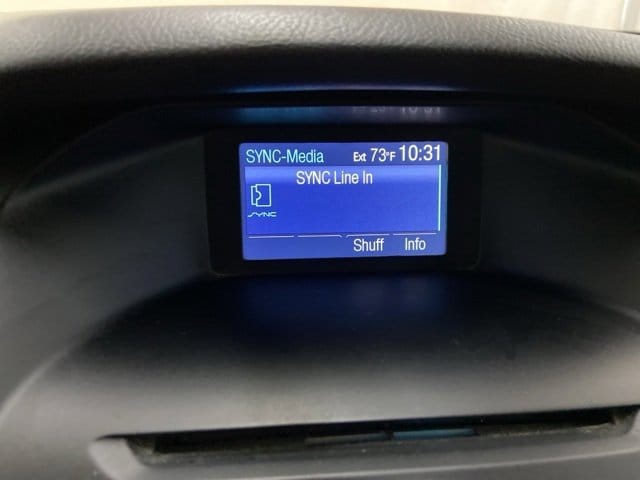 SYNC-Media Ext 73°F 10:31
SYNC Line In
SYNC
Shuff Info